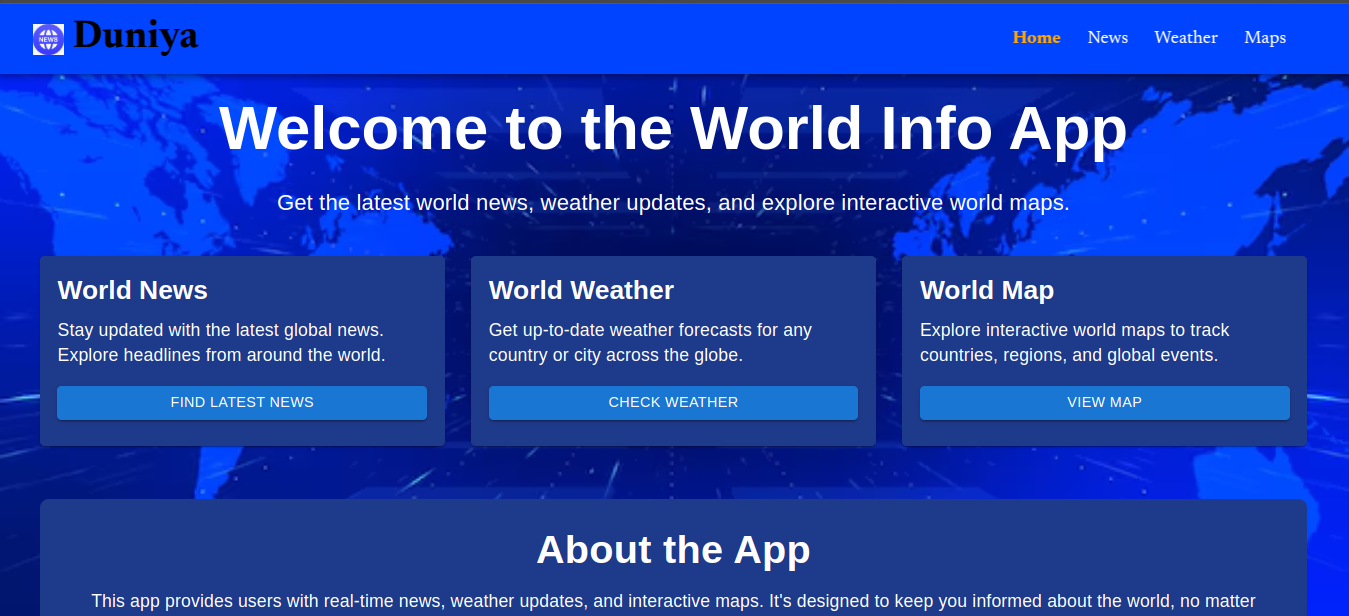 NEWS Duniya Home News Weather Maps
Welcome to the World Info App
Get the latest world news, weather updates, and explore interactive world maps.
World News
Stay updated with the latest global news.
Explore headlines from around the world.
FIND LATEST NEWS
World Weather
Get up-to-date weather forecasts for any
country or city across the globe.
CHECK WEATHER
World Map
Explore interactive world maps to track
countries, regions, and global events.
VIEW MAP
About the App
This app provides users with real-time news, weather updates, and interactive maps. It's designed to keep you informed about the world, no matter